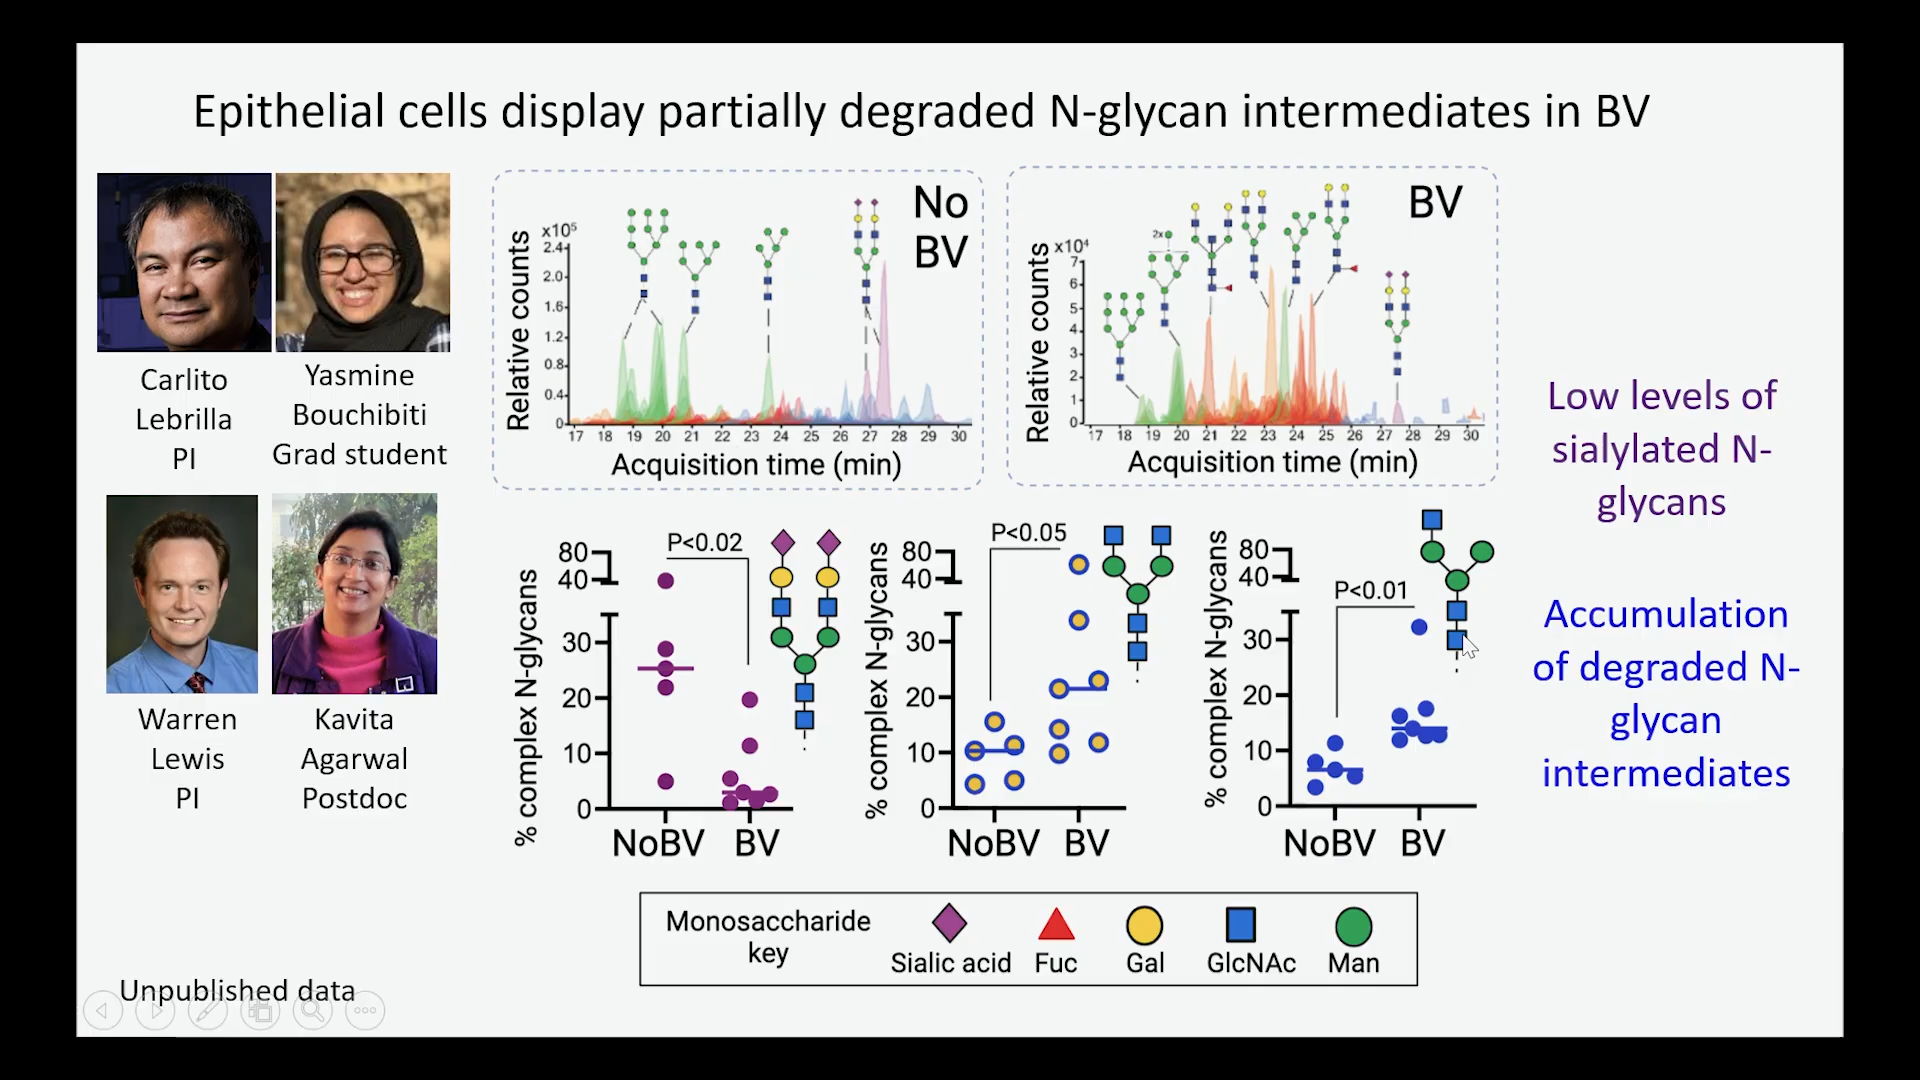 Epithelial cells display partially degraded N-glycan intermediates in BV
Carlito
Lebrilla
PI
Yasmine
Bouchibiti
Grad student
Warren
Lewis
PI
Kavita
Agarwal
Postdoc
No
BV
x10⁵
Relative counts
2.4
2.0
1.6
1.2
0.8
0.4
0
17 18 19 20 21 22 23 24 25 26 27 28 29 30
Acquisition time (min)
BV
x10⁴
2x
Relative counts
7
6
5
4
3
2
1
0
17 18 19 20 21 22 23 24 25 26 27 28 29 30
Acquisition time (min)
Low levels of
sialylated N-
glycans
Accumulation
of degraded N-
glycan
intermediates
% complex N-glycans
P<0.02
80
40
30
20
10
0
NoBV BV
% complex N-glycans
P<0.05
80
40
30
20
10
0
NoBV BV
% complex N-glycans
P<0.01
80
40
30
20
10
0
NoBV BV
Monosaccharide
key
Sialic acid Fuc Gal GlcNAc Man
Unpublished data